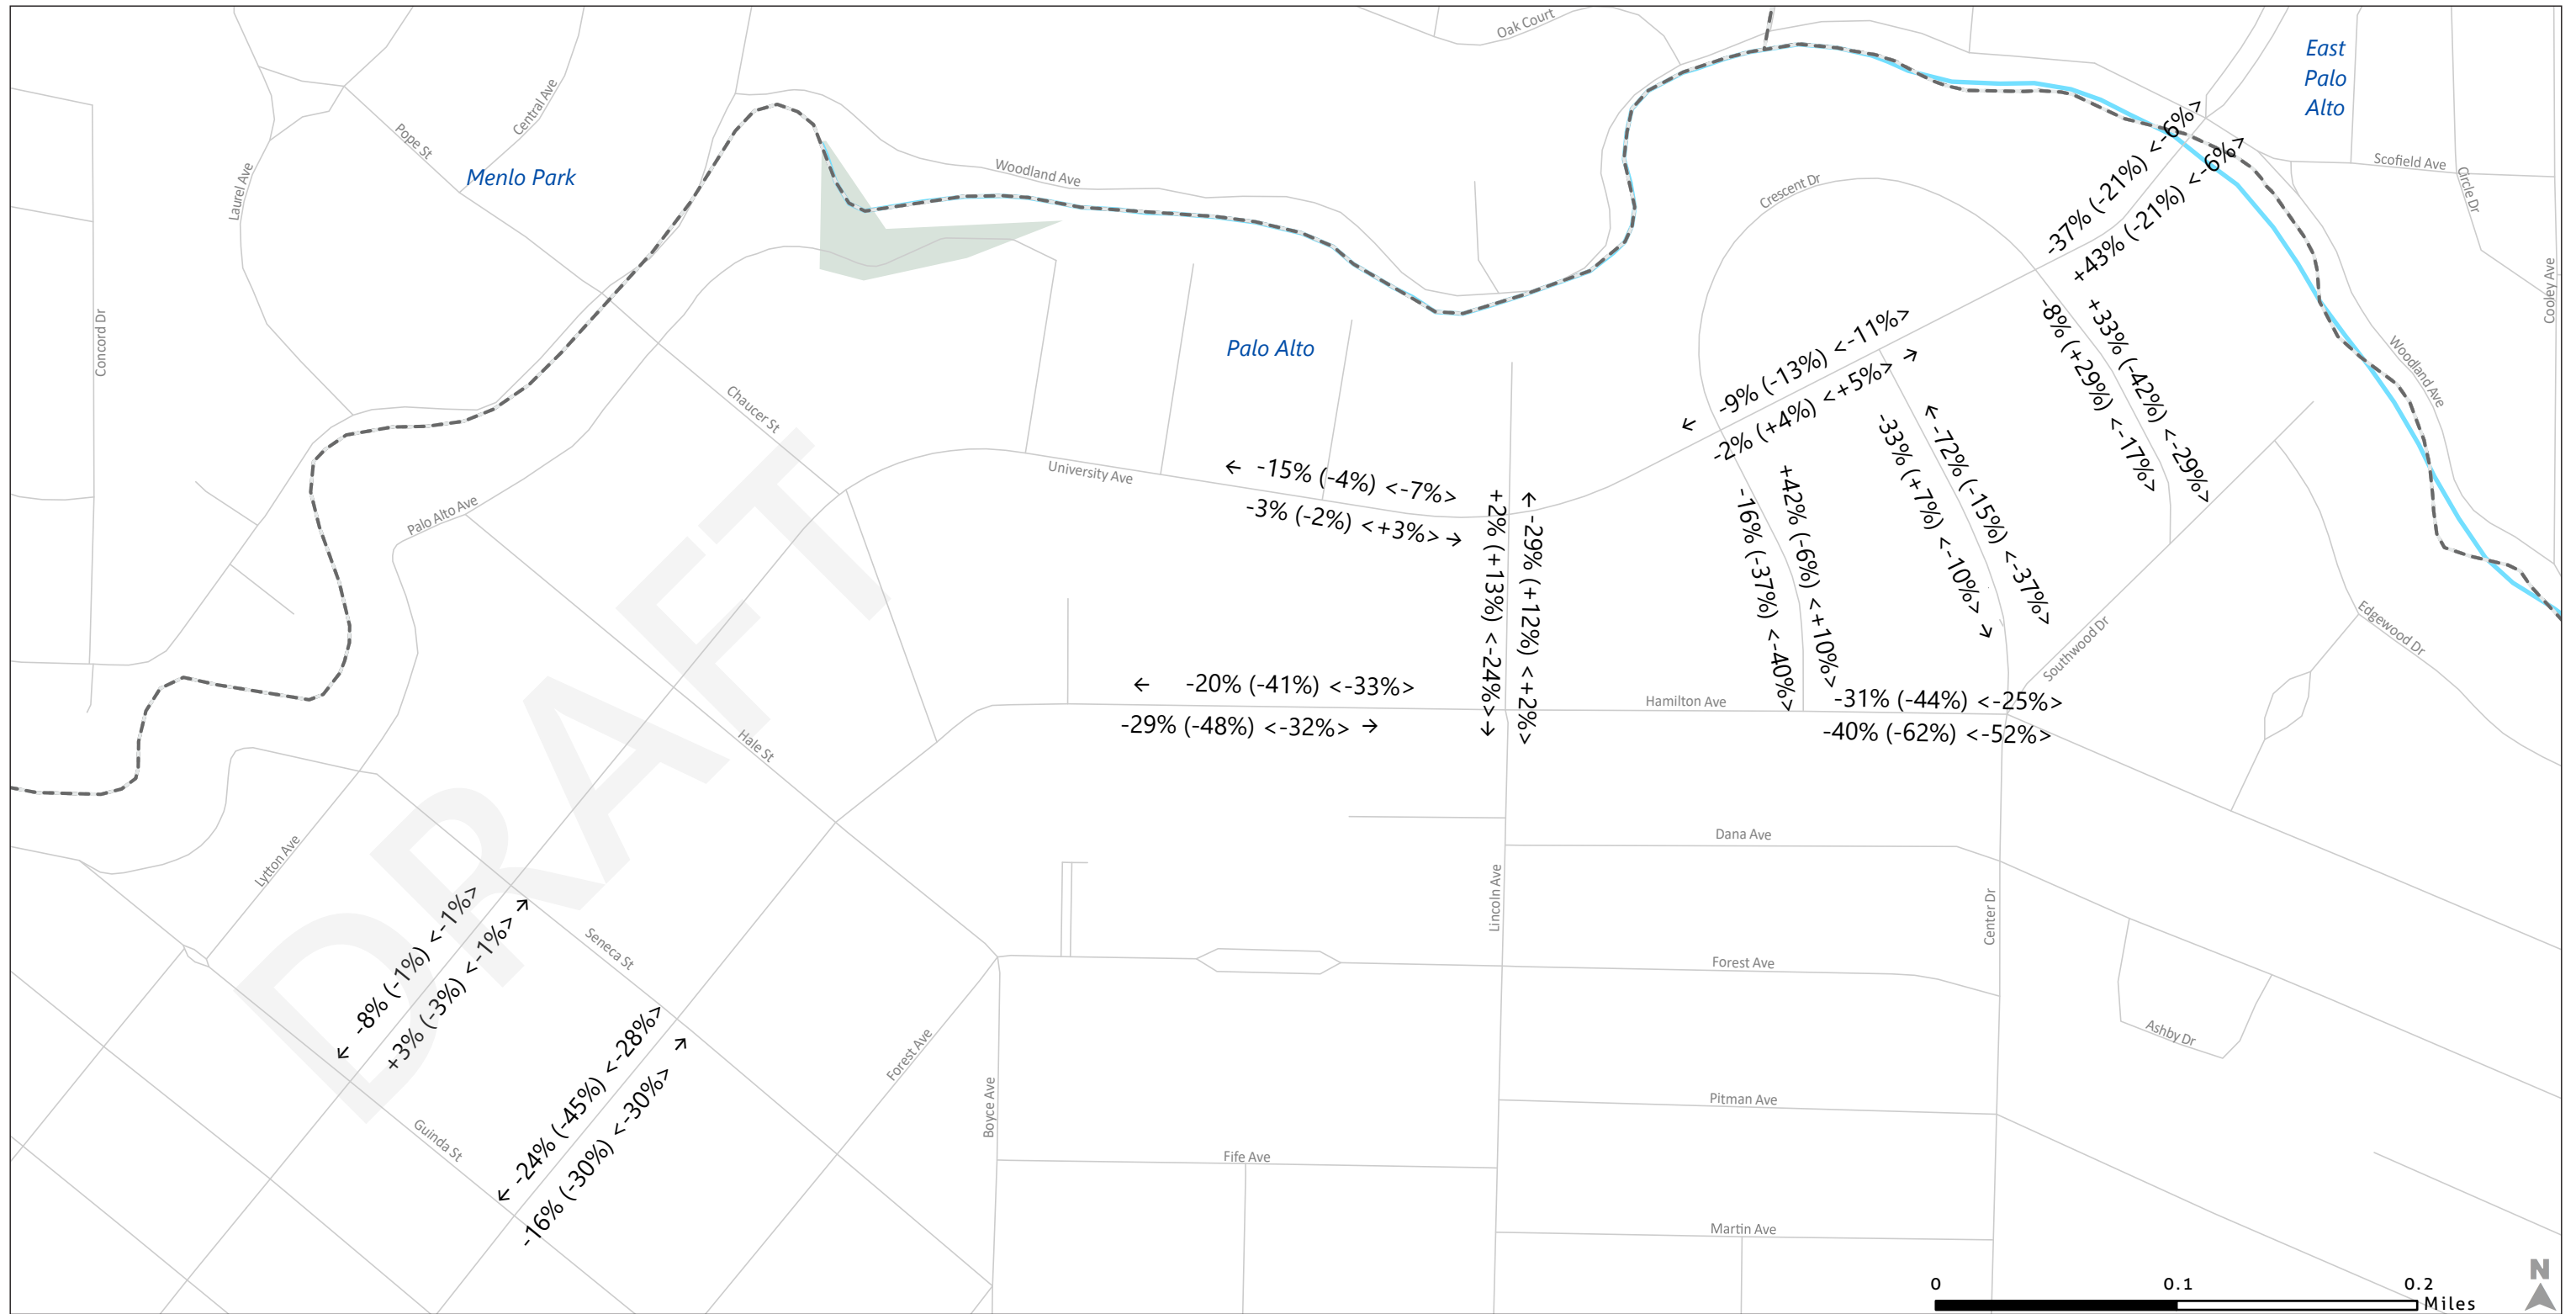 Oak Court
East
Palo
Alto
Central Ave
Pope St
Menlo Park
Laurel Ave
Woodland Ave
Crescent Dr
Scofield Ave
Circle Dr
Cooley Ave
Concord Dr
-37% (-21%) <-6%>
+43% (-21%) <-6%>
Palo Alto
← -9% (-13%) <-11%>
-2% (+4%) <+5%> →
-8% (+29%) <-17%>
+33% (-42%) <-29%>
Woodland Ave
Chaucer St
University Ave
← -15% (-4%) <-7%>
-3% (-2%) <+3%> →
+2% (+13%) <-24%> →
← -29% (+12%) <+2%>
-16% (-37%) <-40%>
+42% (-6%) <+10%>
-33% (+7%) <-10%> →
← -72% (-15%) <-37%>
Palo Alto Ave
DRAFT
Edgewood Dr
Southwood Dr
← -20% (-41%) <-33%>
-29% (-48%) <-32%> →
Hamilton Ave
-31% (-44%) <-25%>
-40% (-62%) <-52%>
Hale St
Lytton Ave
Dana Ave
Lincoln Ave
Center Dr
← -8% (-1%) <-1%>
+3% (-3%) <-1%> →
Seneca St
Forest Ave
Ashby Dr
← -24% (-45%) <-28%>
-16% (-30%) <-30%> →
Forest Ave
Boyce Ave
Guinda St
Pitman Ave
Fife Ave
Martin Ave
N
0 0.1 0.2
Miles